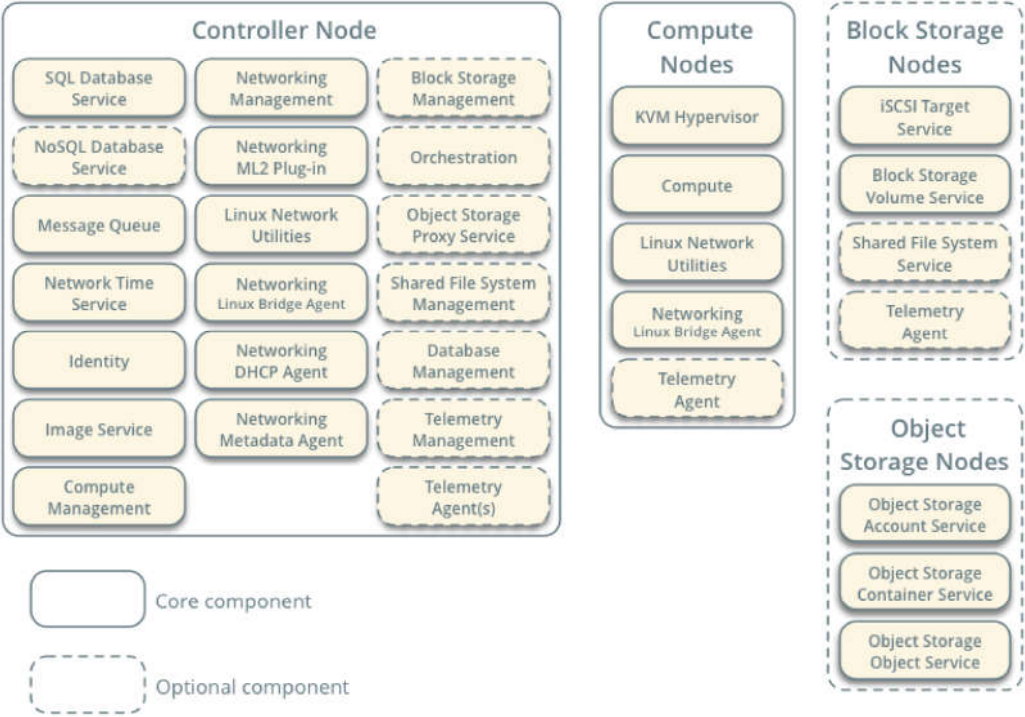 Controller Node
SQL Database
Service
NoSQL Database
Service
Message Queue
Network Time
Service
Identity
Image Service
Compute
Management
Networking
Management
Networking
ML2 Plug-in
Linux Network
Utilities
Networking
Linux Bridge Agent
Networking
DHCP Agent
Networking
Metadata Agent
Block Storage
Management
Orchestration
Object Storage
Proxy Service
Shared File System
Management
Database
Management
Telemetry
Management
Telemetry
Agent(s)
Compute
Nodes
KVM Hypervisor
Compute
Linux Network
Utilities
Networking
Linux Bridge Agent
Telemetry
Agent
Block Storage
Nodes
iSCSI Target
Service
Block Storage
Volume Service
Shared File System
Service
Telemetry
Agent
Object
Storage Nodes
Object Storage
Account Service
Object Storage
Container Service
Object Storage
Object Service
Core component
Optional component